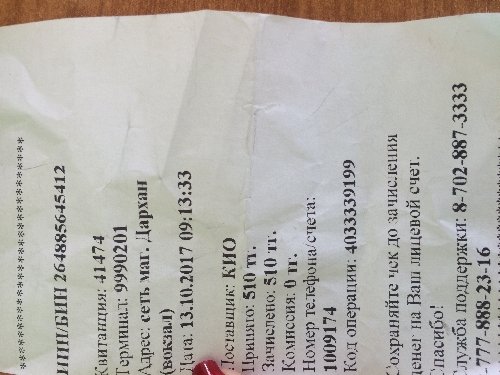 **************************
ИИН/БИН 264885645412
Квитанция: 41474
Терминал: 9990201
Адрес: сеть маг. Дархан
(вокзал)
Дата: 13.10.2017 09:13:33
Поставщик: КИО
Принято: 510 тг.
Зачислено: 510 тг.
Комиссия: 0 тг.
Номер телефона/счета:
1009174
Код операции: 4033339199
Сохраняйте чек до зачисления
денег на Ваш лицевой счет.
Спасибо!
Служба поддержки: 8-702-887-3333
-777-888-23-16